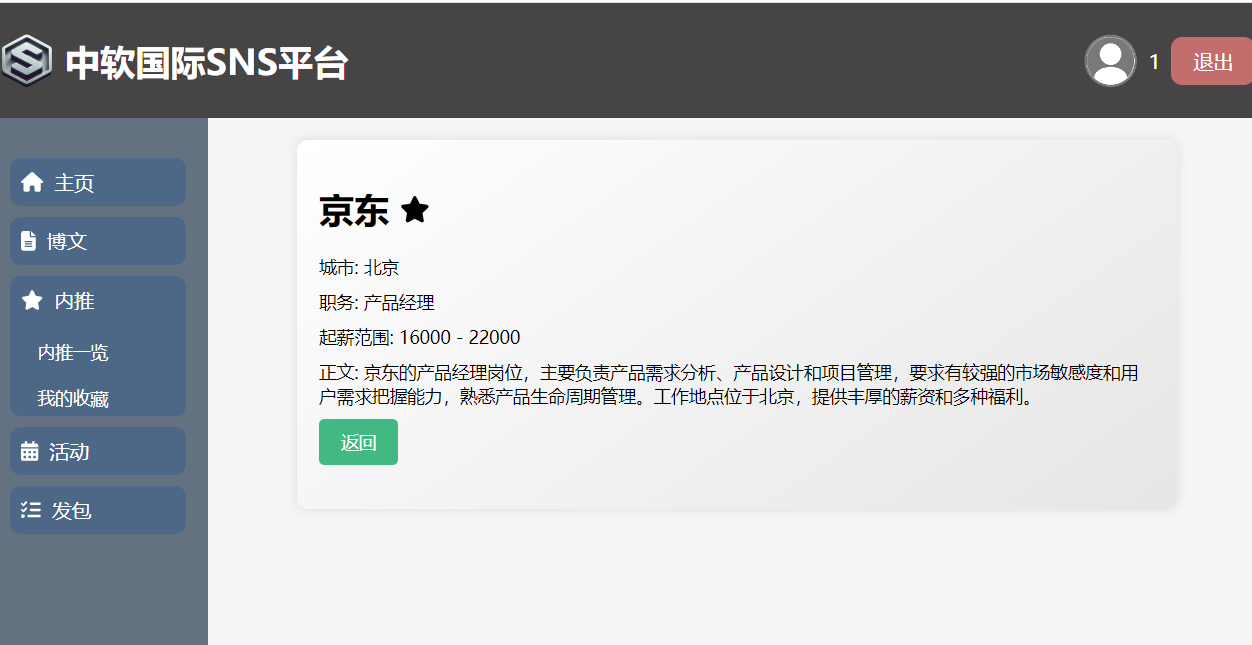 中软国际SNS平台
1
退出
主页
博文
内推
内推一览
我的收藏
活动
发包
京东
城市: 北京
职务: 产品经理
起薪范围: 16000 - 22000
正文: 京东的产品经理岗位，主要负责产品需求分析、产品设计和项目管理，要求有较强的市场敏感度和用
户需求把握能力，熟悉产品生命周期管理。工作地点位于北京，提供丰厚的薪资和多种福利。
返回